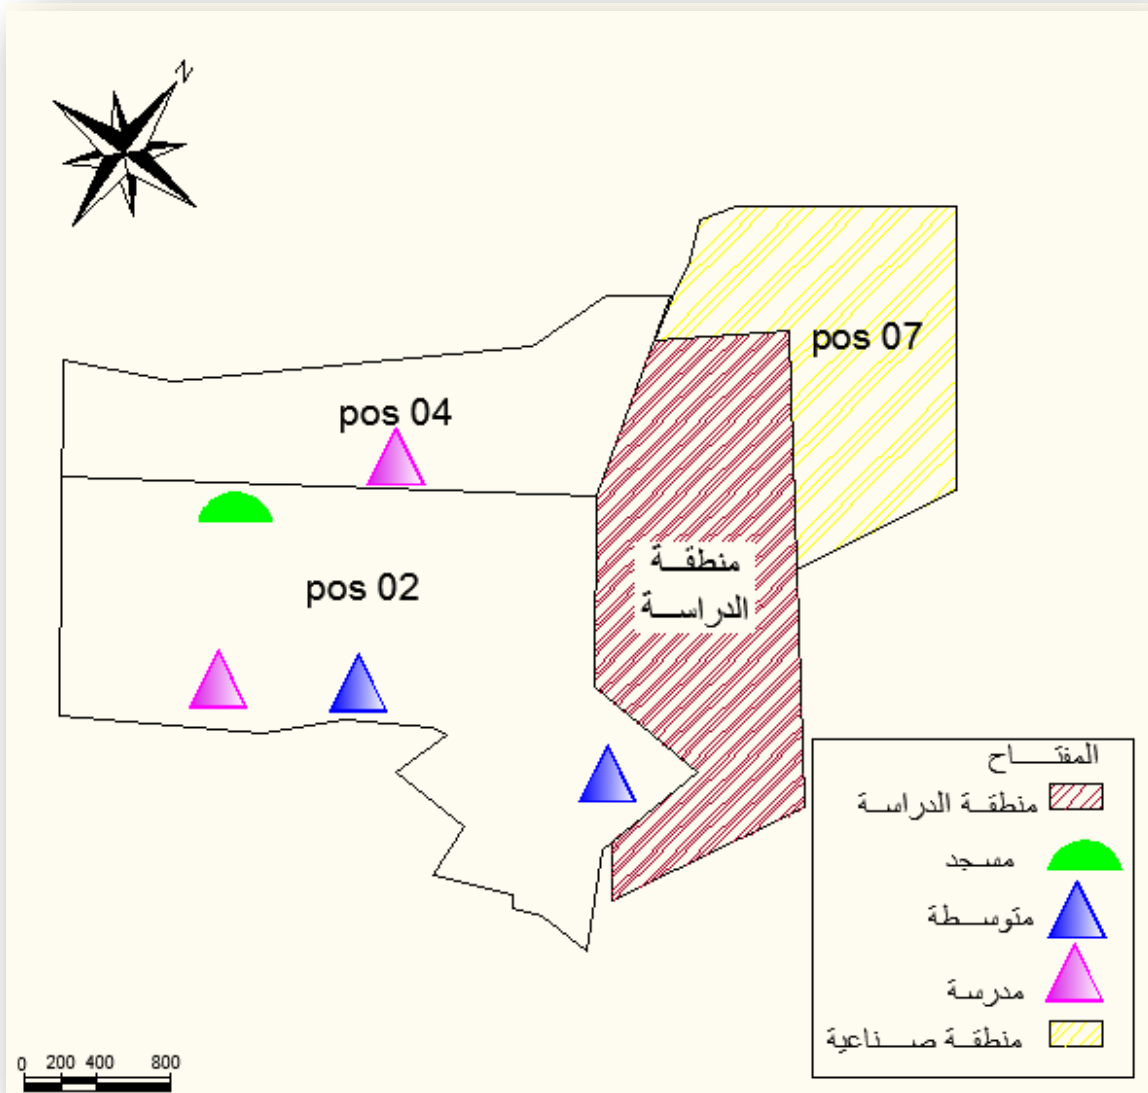 N
pos 07
pos 04
منطقة
الدراسة
pos 02
المفتاح
منطقة الدراسة
مسجد
متوسطة
مدرسة
منطقة صناعية
0 200 400 800